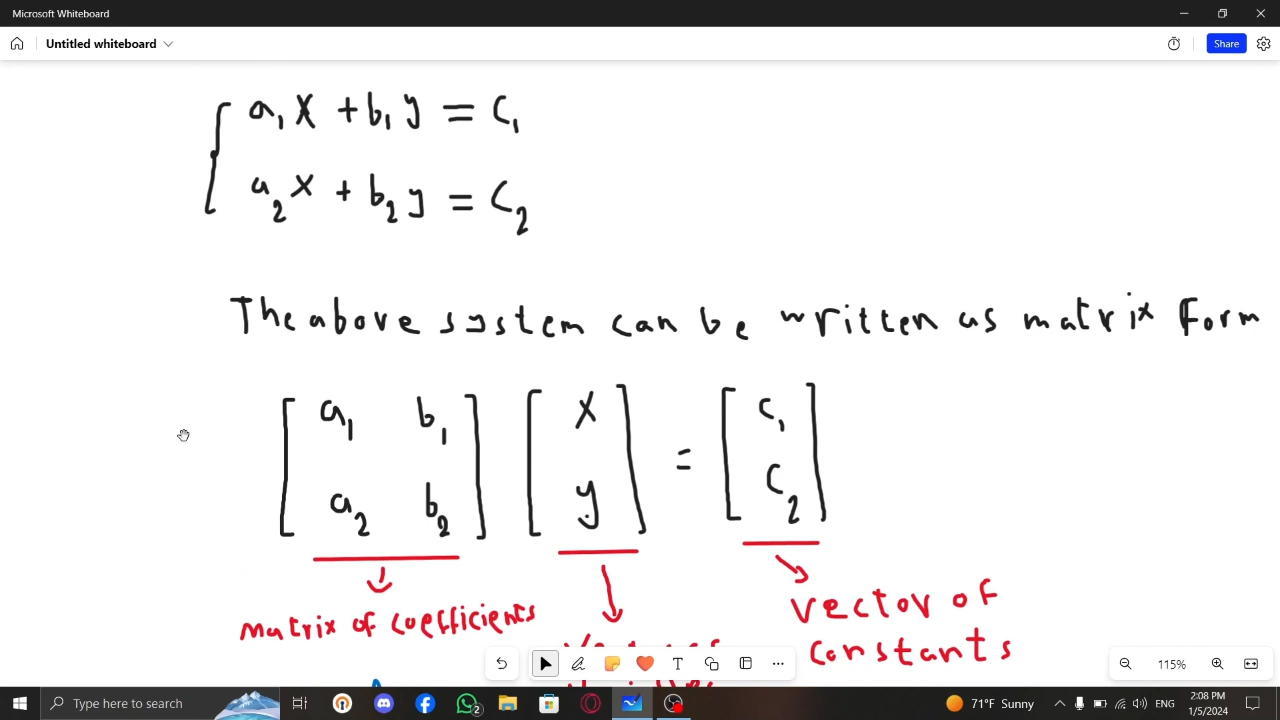 Microsoft Whiteboard
Untitled whiteboard
Share
a₁x + b₁y = c₁
a₂x + b₂y = c₂
The above system can be written as matrix form
[ a₁ b₁ ] [ x ] = [ c₁ ]
[ a₂ b₂ ] [ y ] [ c₂ ]
matrix of coefficients
vector of
constants
115%
Type here to search
2
71°F Sunny
ENG
2:08 PM
1/5/2024